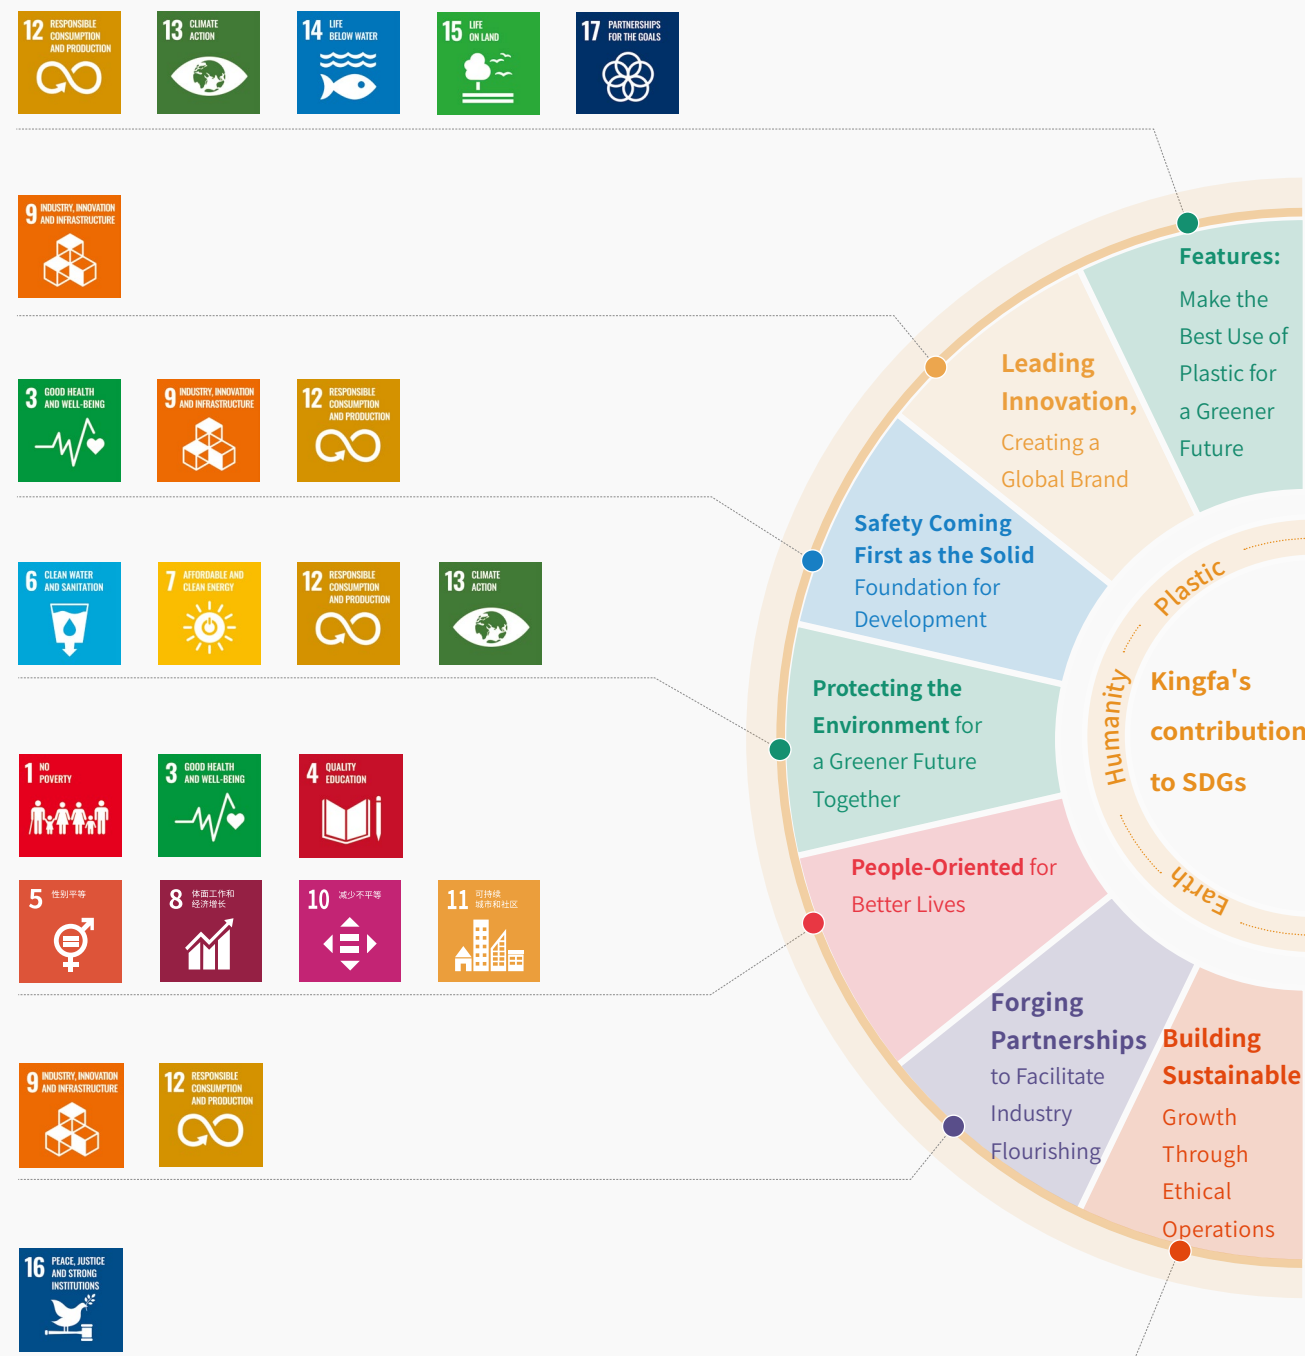 12 RESPONSIBLE
CONSUMPTION
AND PRODUCTION
13 CLIMATE
ACTION
14 LIFE
BELOW WATER
15 LIFE
ON LAND
17 PARTNERSHIPS
FOR THE GOALS
9 INDUSTRY, INNOVATION
AND INFRASTRUCTURE
3 GOOD HEALTH
AND WELL-BEING
9 INDUSTRY, INNOVATION
AND INFRASTRUCTURE
12 RESPONSIBLE
CONSUMPTION
AND PRODUCTION
6 CLEAN WATER
AND SANITATION
7 AFFORDABLE AND
CLEAN ENERGY
12 RESPONSIBLE
CONSUMPTION
AND PRODUCTION
13 CLIMATE
ACTION
1 NO
POVERTY
3 GOOD HEALTH
AND WELL-BEING
4 QUALITY
EDUCATION
5 性别平等
8 体面工作和
经济增长
10 减少不平等
11 可持续
城市和社区
9 INDUSTRY, INNOVATION
AND INFRASTRUCTURE
12 RESPONSIBLE
CONSUMPTION
AND PRODUCTION
16 PEACE, JUSTICE
AND STRONG
INSTITUTIONS
Features:
Make the
Best Use of
Plastic for
a Greener
Future
Leading
Innovation,
Creating a
Global Brand
Safety Coming
First as the Solid
Foundation for
Development
Protecting the
Environment for
a Greener Future
Together
People-Oriented for
Better Lives
Forging
Partnerships
to Facilitate
Industry
Flourishing
Building
Sustainable
Growth
Through
Ethical
Operations
Plastic
Humanity
Earth
Kingfa's
contribution
to SDGs